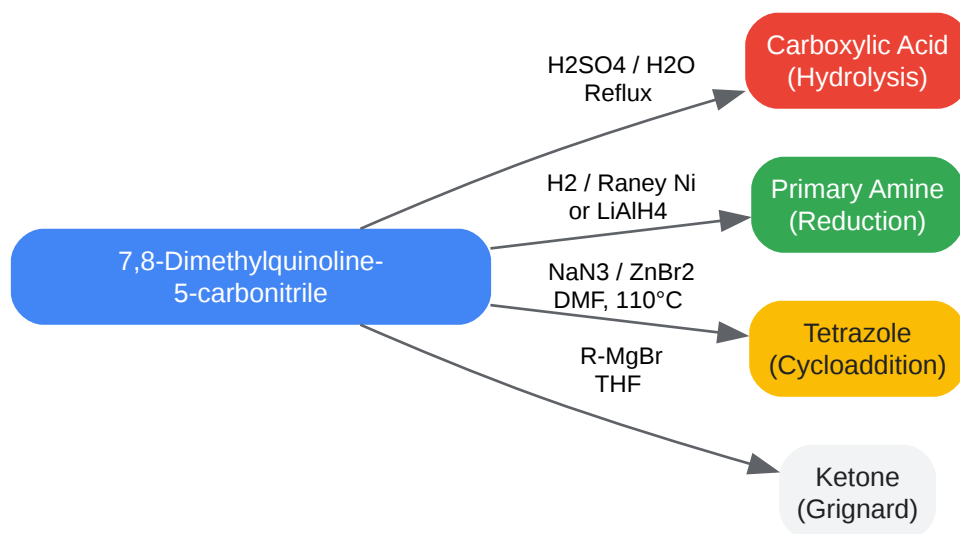 Carboxylic Acid
(Hydrolysis)
H2SO4 / H2O
Reflux
H2 / Raney Ni
or LiAlH4
Primary Amine
(Reduction)
7,8-Dimethylquinoline-
5-carbonitrile
NaN3 / ZnBr2
DMF, 110°C
Tetrazole
(Cycloaddition)
R-MgBr
THF
Ketone
(Grignard)